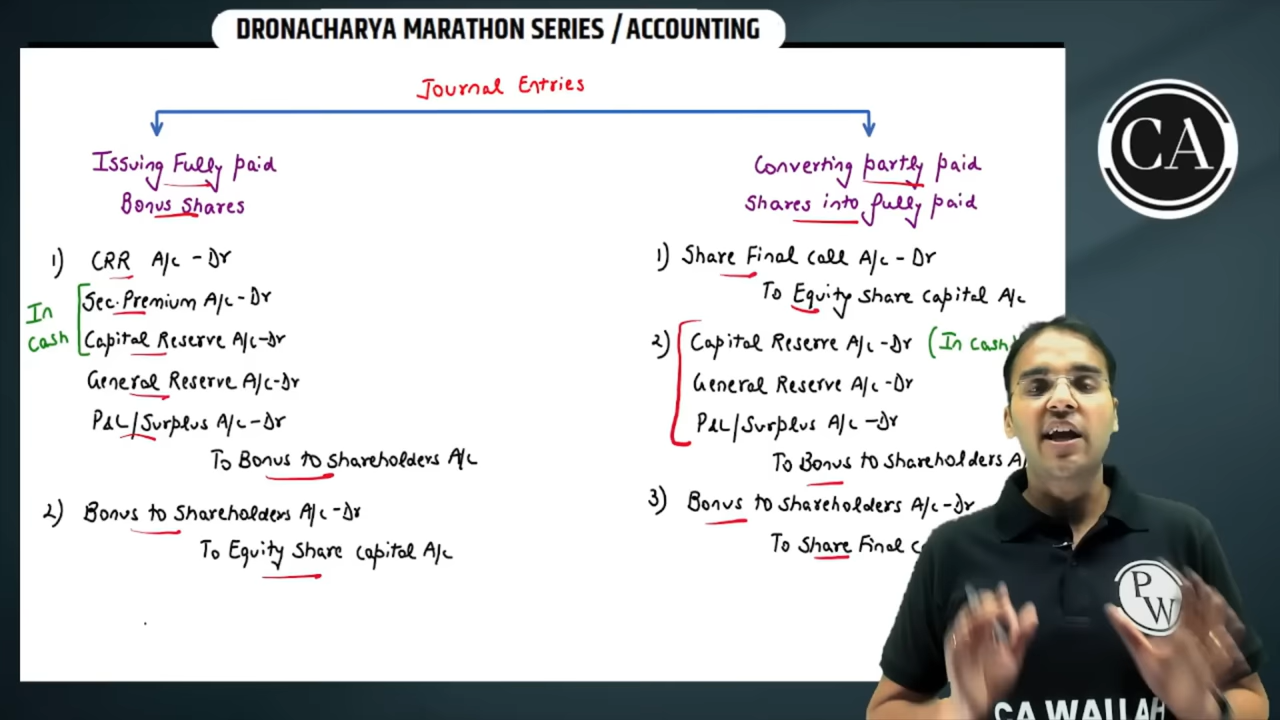 DRONACHARYA MARATHON SERIES / ACCOUNTING
CA
Journal Entries
Issuing Fully paid
Bonus Shares
1) CRR A/c - Dr
In
cash
Sec. Premium A/c - Dr
Capital Reserve A/c - Dr
General Reserve A/c - Dr
P&L/Surplus A/c - Dr
To Bonus to Shareholders A/c
2) Bonus to Shareholders A/c - Dr
To Equity Share Capital A/c
Converting partly paid
Shares into fully paid
1) Share Final Call A/c - Dr
To Equity Share Capital A/c
2) Capital Reserve A/c - Dr (In cash
General Reserve A/c - Dr
P&L/Surplus A/c - Dr
To Bonus to Shareholders
3) Bonus to Shareholders A/c - Dr
To Share Final
PW
CA WALLAH